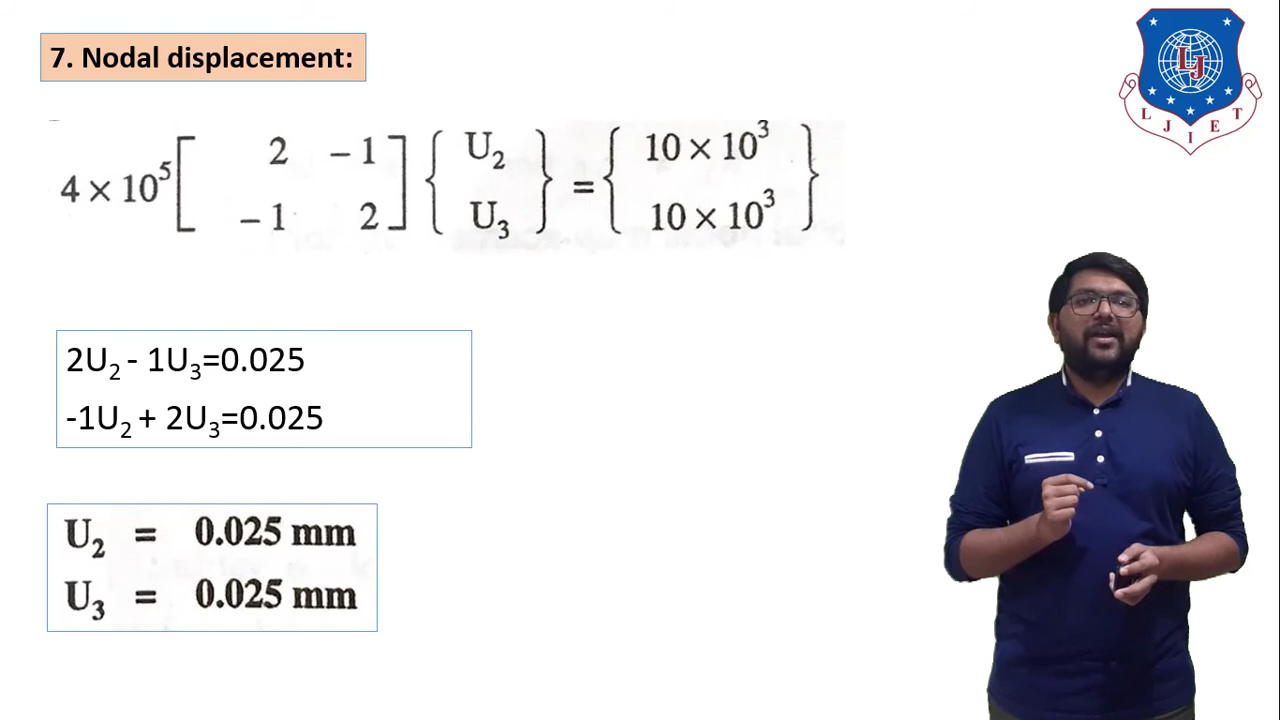 7. Nodal displacement:
LJ
L J I E T
4 × 10⁵ [ 2 − 1 ] { U₂ } = { 10 × 10³ }
[ − 1 2 ] { U₃ } { 10 × 10³ }
2U₂ - 1U₃=0.025
-1U₂ + 2U₃=0.025
U₂ = 0.025 mm
U₃ = 0.025 mm